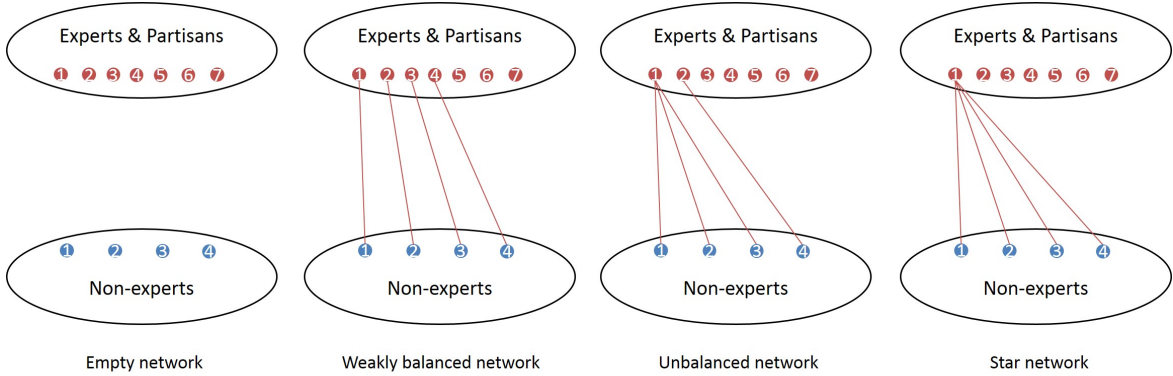 Experts & Partisans Experts & Partisans Experts & Partisans Experts & Partisans
1 2 3 4 5 6 7 1 2 3 4 5 6 7 1 2 3 4 5 6 7 1 2 3 4 5 6 7
1 2 3 4 1 2 3 4 1 2 3 4 1 2 3 4
Non-experts Non-experts Non-experts Non-experts
Empty network Weakly balanced network Unbalanced network Star network